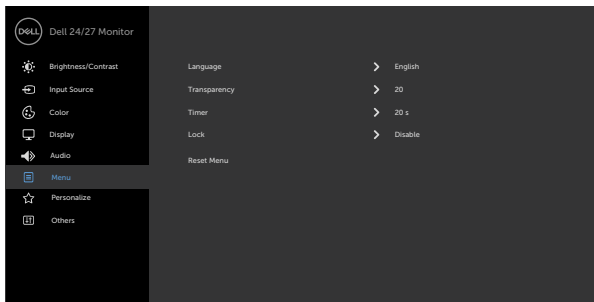 DELL Dell 24/27 Monitor
Brightness/Contrast Language English
Input Source Transparency 20
Color Timer 20 s
Display Lock Disable
Audio Reset Menu
Menu
Personalize
Others